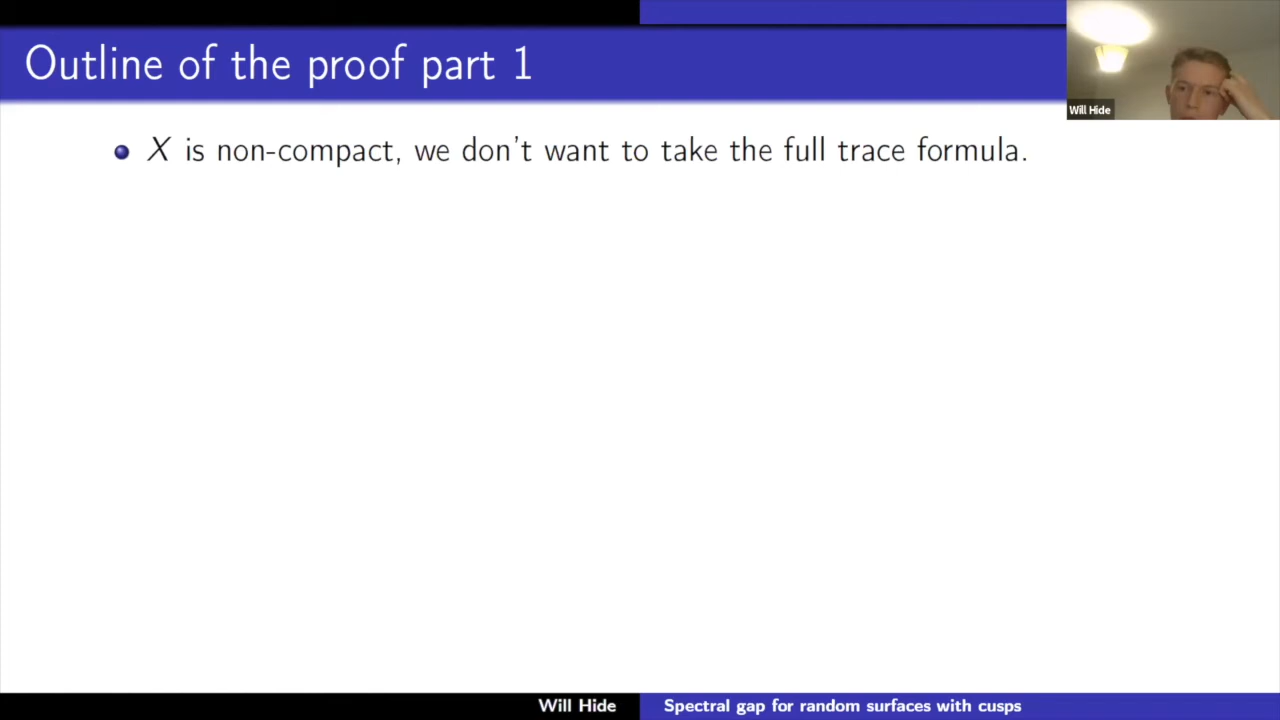 Outline of the proof part 1
Will Hide
X is non-compact, we don't want to take the full trace formula.
Will Hide
Spectral gap for random surfaces with cusps